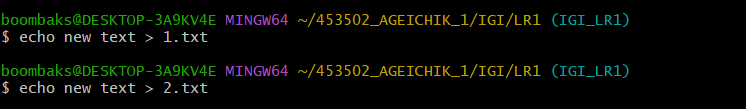 boombaks@DESKTOP-3A9KV4E MINGW64 ~/453502_AGEICHIK_1/IGI/LR1 (IGI_LR1)
$ echo new text > 1.txt
boombaks@DESKTOP-3A9KV4E MINGW64 ~/453502_AGEICHIK_1/IGI/LR1 (IGI_LR1)
$ echo new text > 2.txt